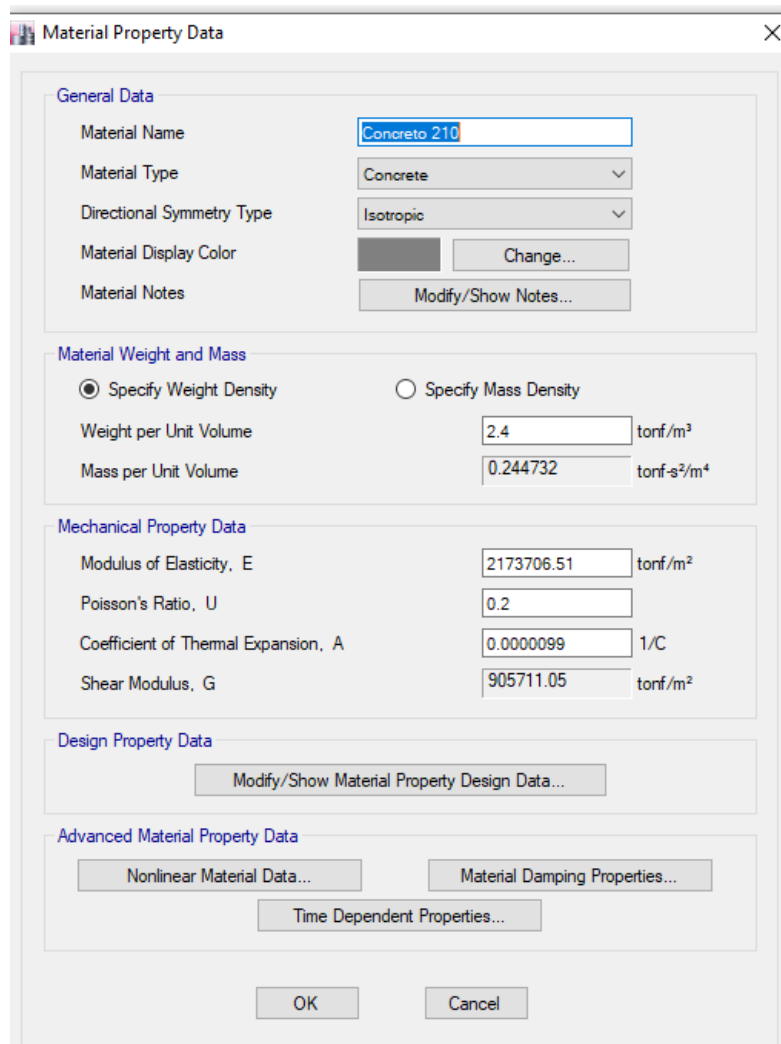 Material Property Data
General Data
Material Name Concreto 210
Material Type Concrete
Directional Symmetry Type Isotropic
Material Display Color Change...
Material Notes Modify/Show Notes...
Material Weight and Mass
Specify Weight Density Specify Mass Density
Weight per Unit Volume 2.4 tonf/m³
Mass per Unit Volume 0.244732 tonf-s²/m⁴
Mechanical Property Data
Modulus of Elasticity, E 2173706.51 tonf/m²
Poisson's Ratio, U 0.2
Coefficient of Thermal Expansion, A 0.0000099 1/C
Shear Modulus, G 905711.05 tonf/m²
Design Property Data
Modify/Show Material Property Design Data...
Advanced Material Property Data
Nonlinear Material Data... Material Damping Properties...
Time Dependent Properties...
OK Cancel